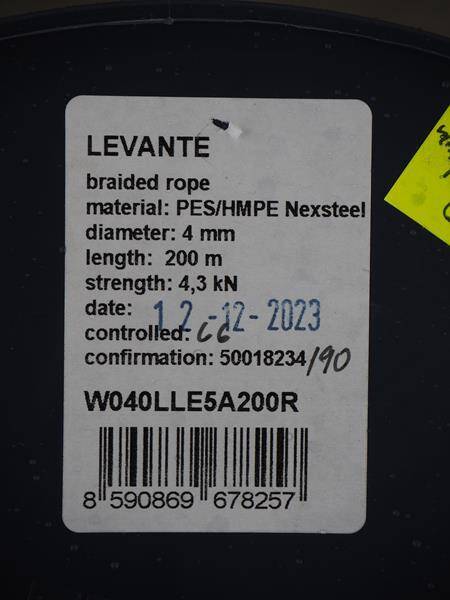 LEVANTE
braided rope
material: PES/HMPE Nexsteel
diameter: 4 mm
length: 200 m
strength: 4,3 kN
date: 12-12-2023
controlled:
confirmation: 50018234/190
W040LLE5A200R
8 590869 678257